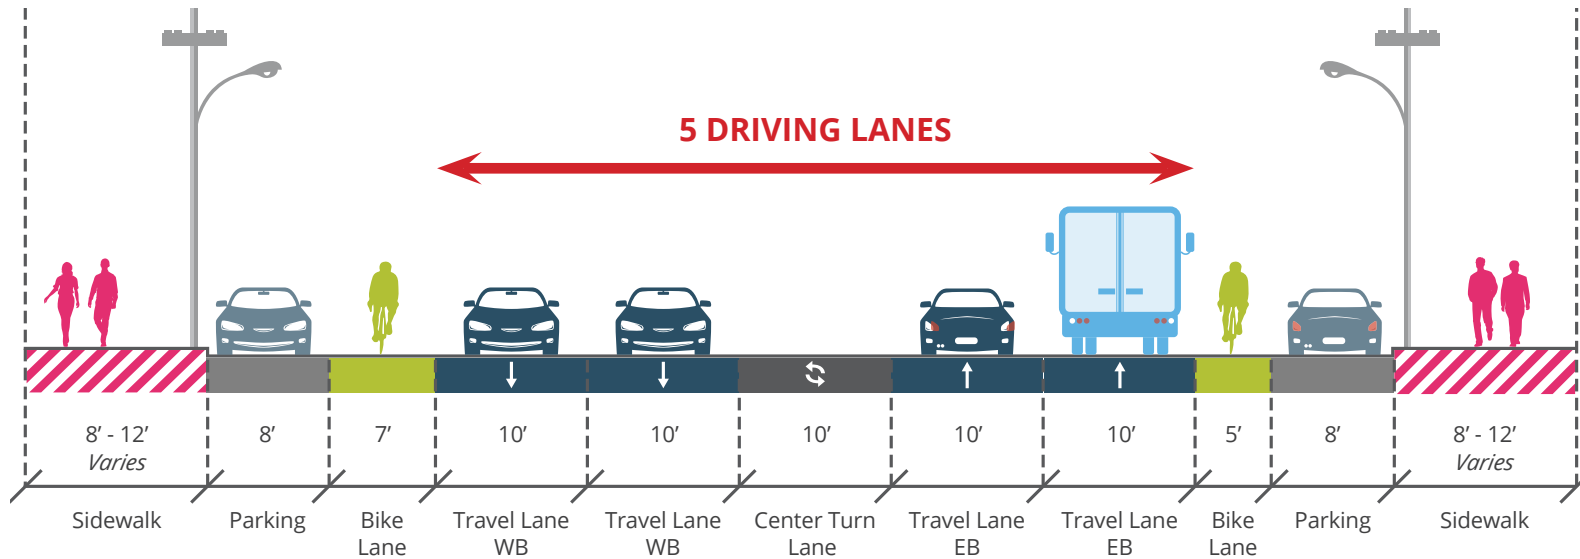 5 DRIVING LANES
8’ - 12’ 8’ 7’ 10’ 10’ 10’ 10’ 10’ 5’ 8’ 8’ - 12’
Varies Varies
Sidewalk Parking Bike Travel Lane Travel Lane Center Turn Travel Lane Travel Lane Bike Parking Sidewalk
Lane WB WB Lane EB EB Lane